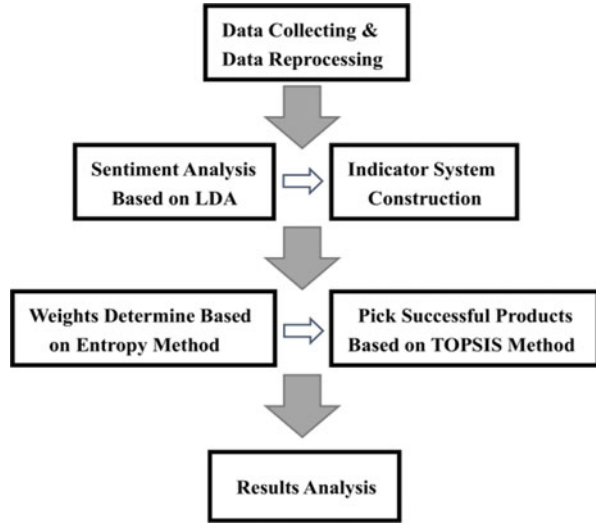 Data Collecting &
Data Reprocessing
Sentiment Analysis
Based on LDA
Indicator System
Construction
Weights Determine Based
on Entropy Method
Pick Successful Products
Based on TOPSIS Method
Results Analysis